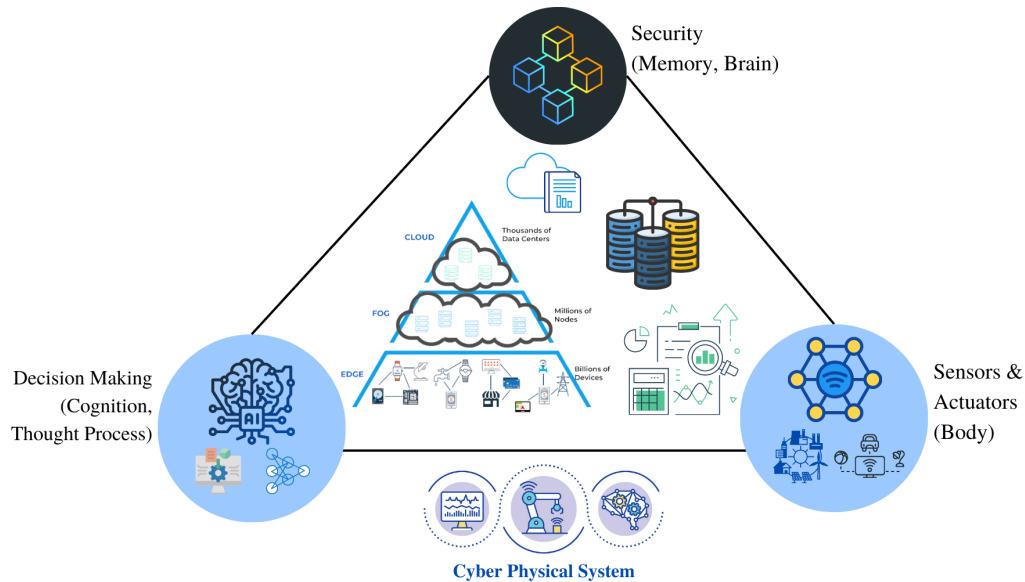 Security
(Memory, Brain)
CLOUD
Thousands of
Data Centers
FOG
Millions of
Nodes
EDGE
Billions of
Devices
Decision Making
(Cognition,
Thought Process)
AI
Sensors &
Actuators
(Body)
Cyber Physical System